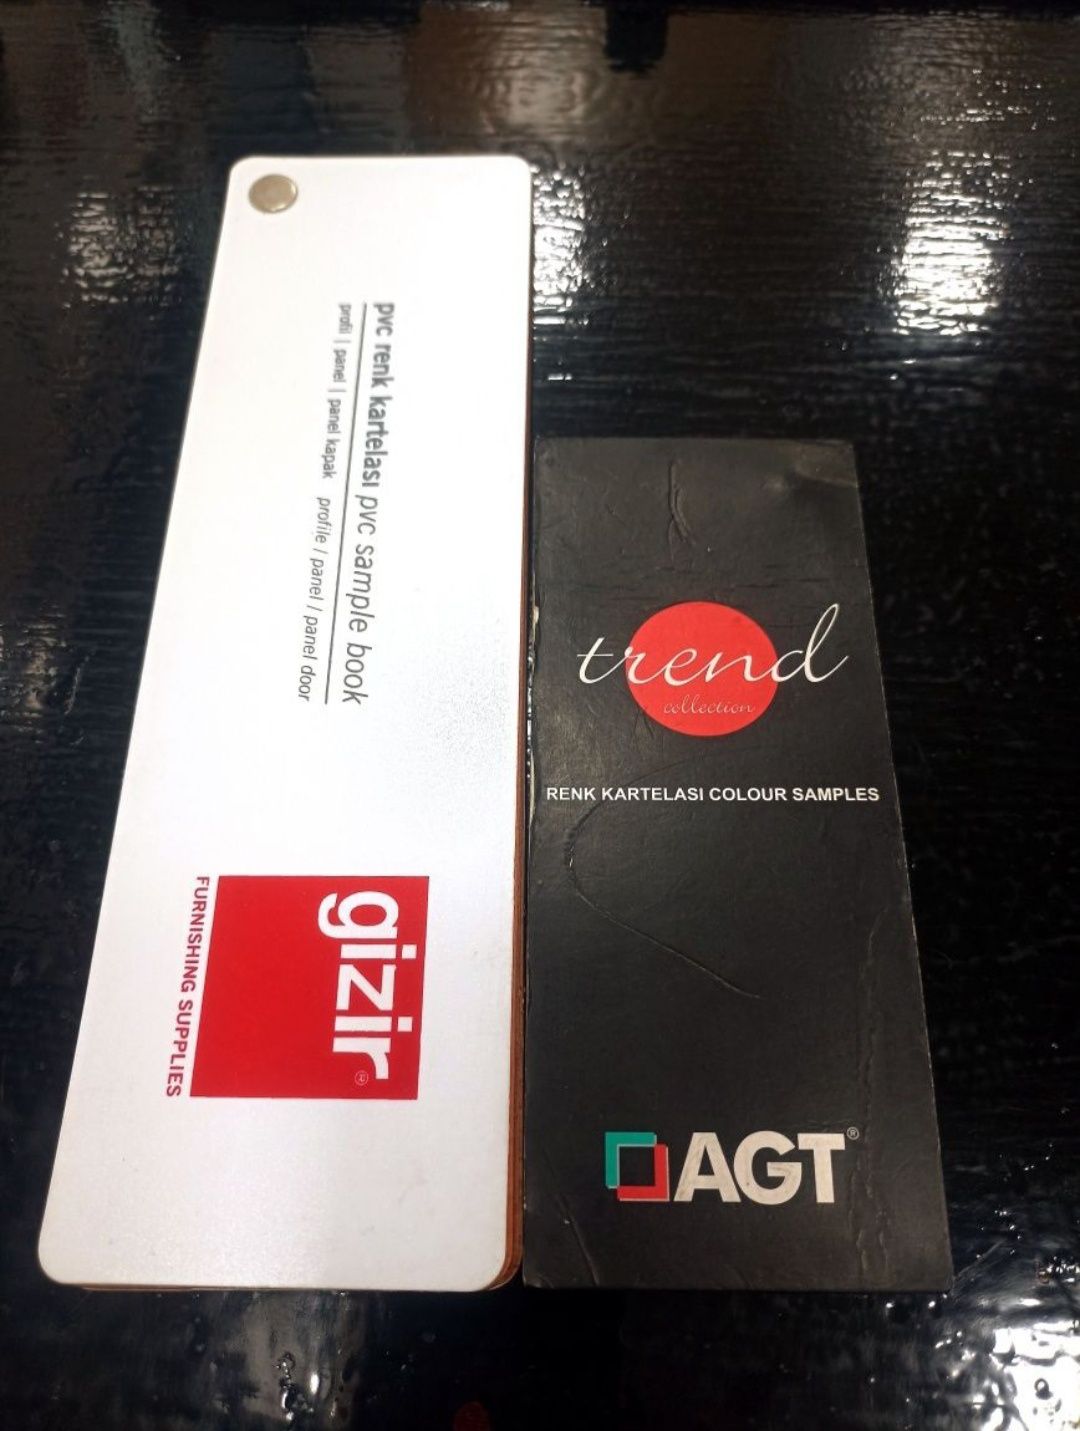 pvc renk kartelası pvc sample book
profil | panel | panel kapak profile / panel / panel door
gizir®
FURNISHING SUPPLIES
trend
collection
RENK KARTELASI COLOUR SAMPLES
AGT®